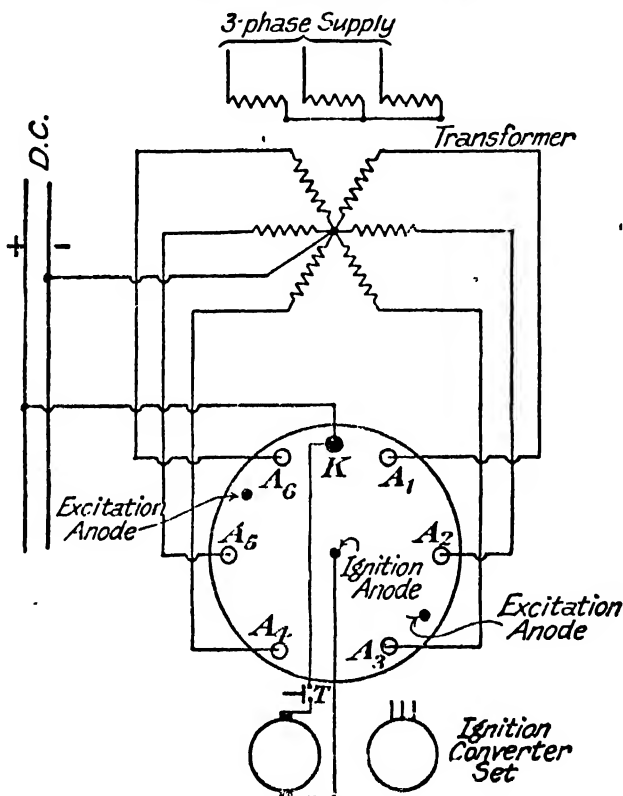 3-phase Supply
D.C.
Transformer
+
-
K
A6
A1
Excitation
Anode
A5
A2
Ignition
Anode
Excitation
Anode
A4
A3
T
Ignition
Converter
Set